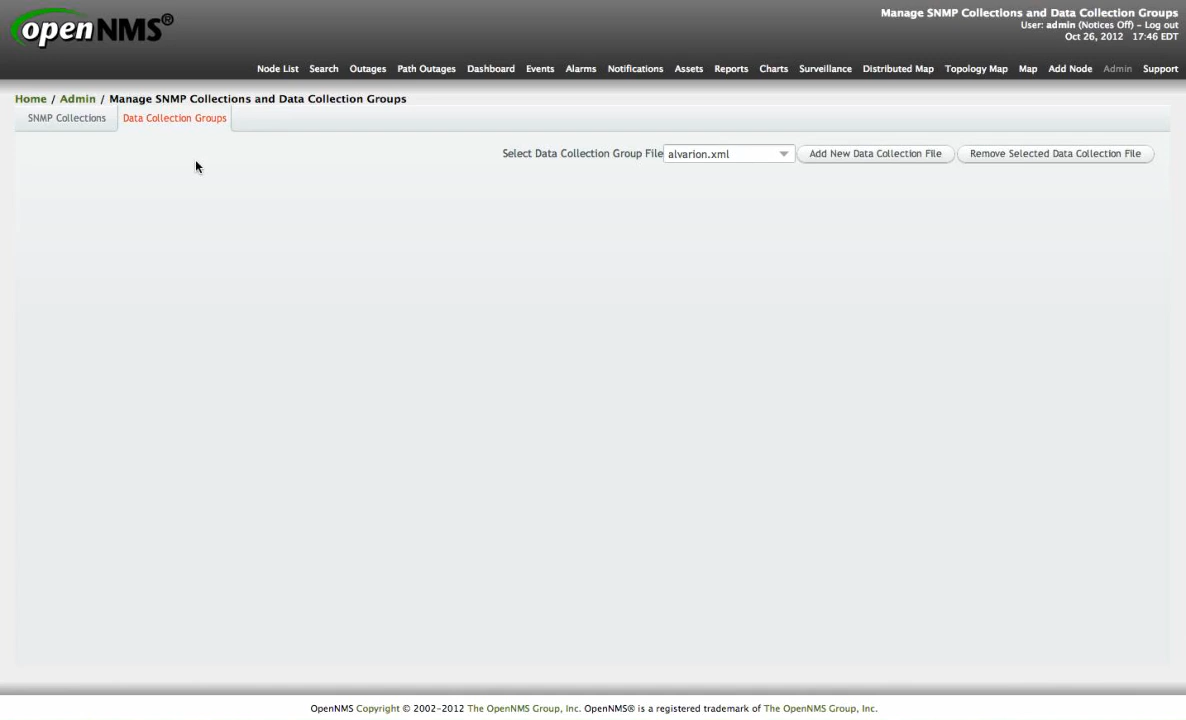 openNMS®
Manage SNMP Collections and Data Collection Groups
User: admin (Notices Off) – Log out
Oct 26, 2012 17:46 EDT
Node List Search Outages Path Outages Dashboard Events Alarms Notifications Assets Reports Charts Surveillance Distributed Map Topology Map Map Add Node Admin Support
Home / Admin / Manage SNMP Collections and Data Collection Groups
SNMP Collections Data Collection Groups
Select Data Collection Group File alvarion.xml Add New Data Collection File Remove Selected Data Collection File
OpenNMS Copyright © 2002–2012 The OpenNMS Group, Inc. OpenNMS® is a registered trademark of The OpenNMS Group, Inc.